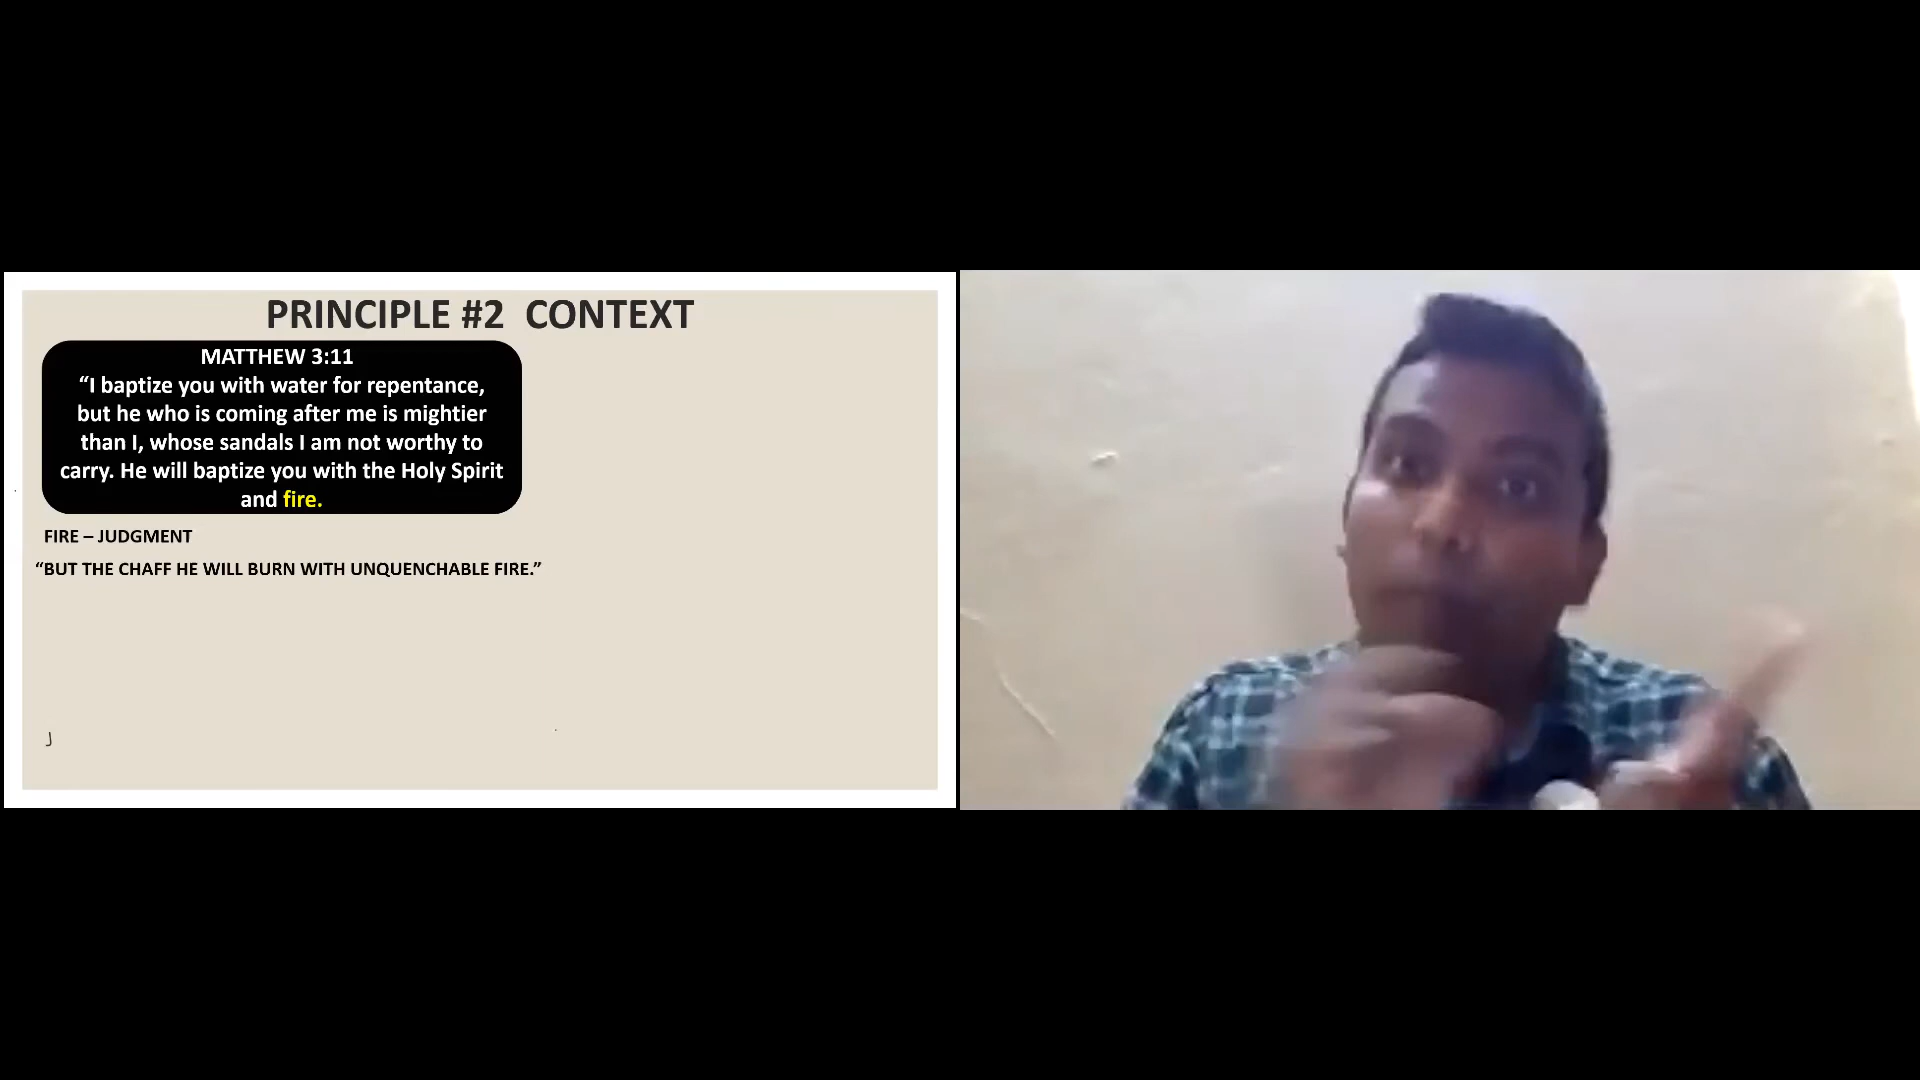 PRINCIPLE #2 CONTEXT
MATTHEW 3:11
“I baptize you with water for repentance,
but he who is coming after me is mightier
than I, whose sandals I am not worthy to
carry. He will baptize you with the Holy Spirit
and fire.
FIRE – JUDGMENT
“BUT THE CHAFF HE WILL BURN WITH UNQUENCHABLE FIRE.”
J